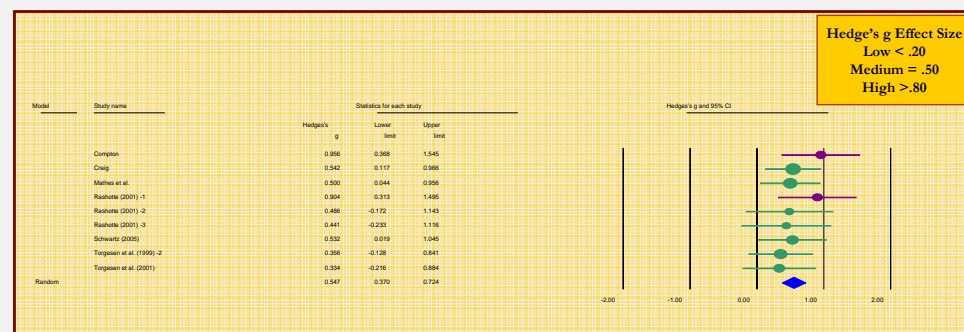 Hedge's g Effect Size
Low < .20
Medium = .50
High >.80
Model Study name Statistics for each study Hedges's g and 95% CI
Hedges's Lower Upper
g limit limit
Compton 0.956 0.368 1.545
Craig 0.542 0.117 0.966
Mathes et al. 0.500 0.044 0.956
Rashotte (2001) -1 0.904 0.313 1.495
Rashotte (2001) -2 0.486 -0.172 1.143
Rashotte (2001) -3 0.441 -0.233 1.116
Schwartz (2005) 0.532 0.019 1.045
Torgesen et al. (1999) -2 0.356 -0.128 0.841
Torgesen et al. (2001) 0.334 -0.216 0.884
Random 0.547 0.370 0.724
-2.00 -1.00 0.00 1.00 2.00